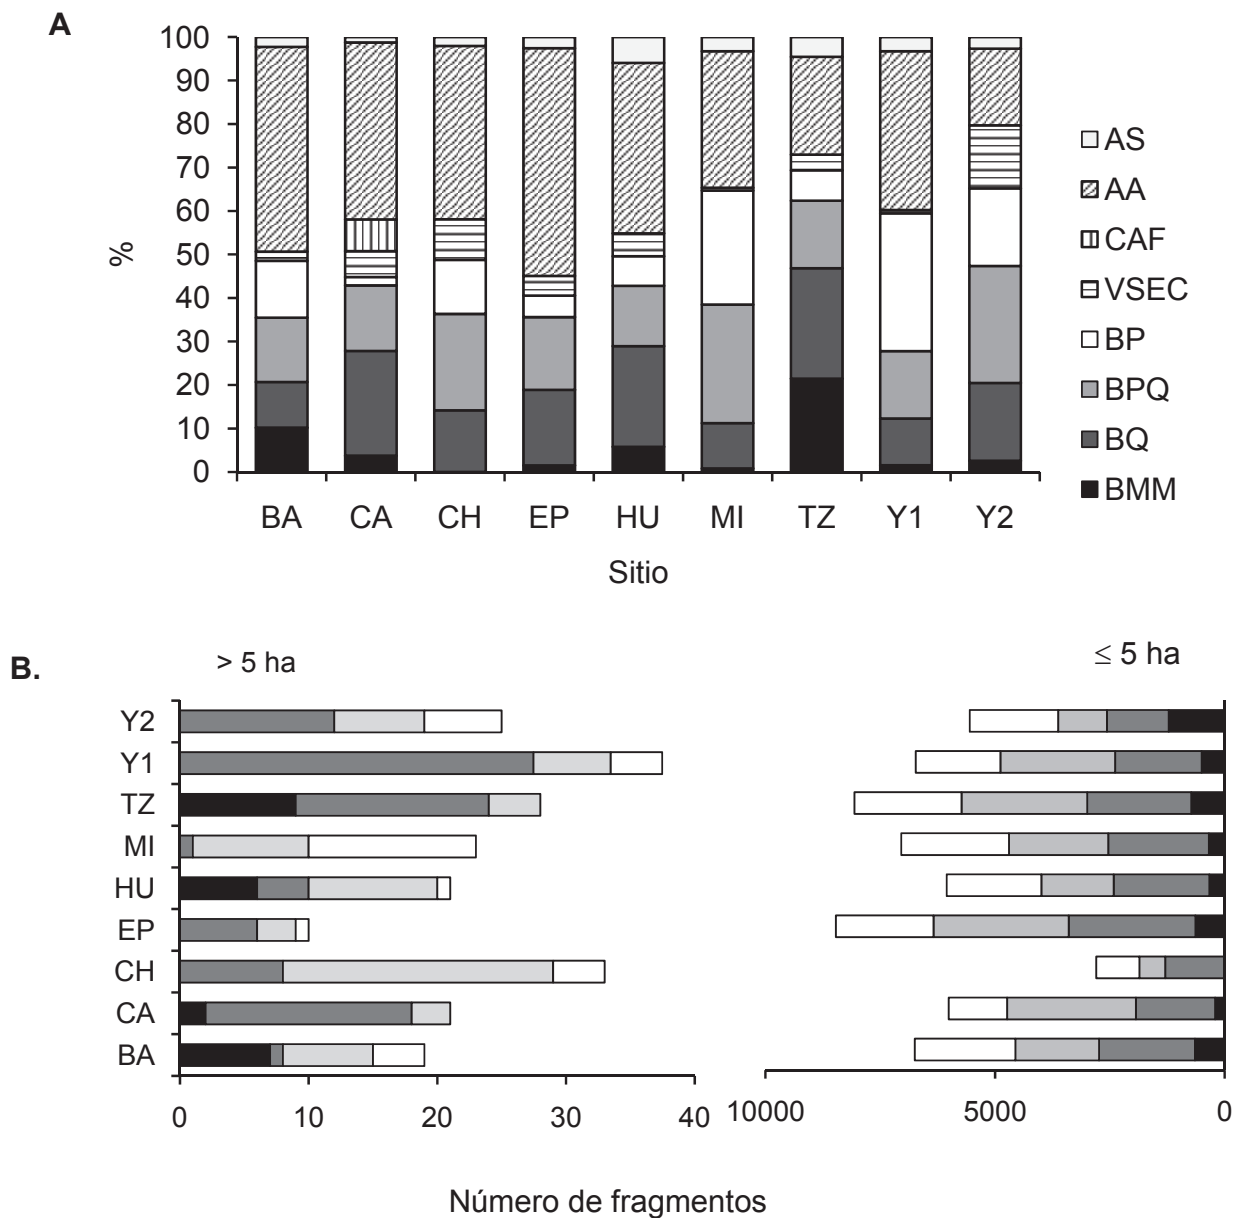 A
100
90
80
70
60
50
40
30
20
10
0
%
BA CA CH EP HU MI TZ Y1 Y2
Sitio
AS
AA
CAF
VSEC
BP
BPQ
BQ
BMM
B.
> 5 ha
≤ 5 ha
Y2
Y1
TZ
MI
HU
EP
CH
CA
BA
0 10 20 30 40
10000 5000 0
Número de fragmentos